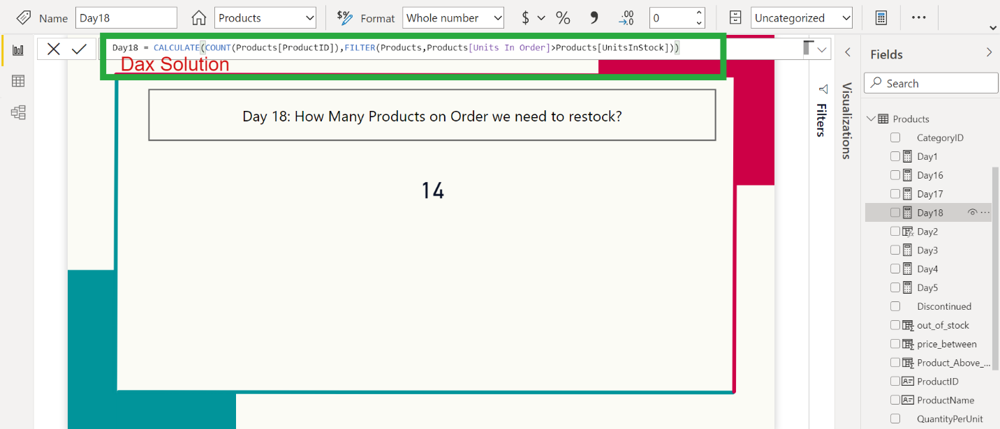 Name Day18 Products Format Whole number $ % 9 .00 →.0 0 Uncategorized ...
Day18 = CALCULATE(COUNT(Products[ProductID]),FILTER(Products,Products[Units In Order]>Products[UnitsInStock]))
Dax Solution
Day 18: How Many Products on Order we need to restock?
14
Filters
Visualizations
Fields
Search
Products
CategoryID
Day1
Day16
Day17
Day18 ...
Day2
Day3
Day4
Day5
Discontinued
out_of_stock
price_between
Product_Above_...
ProductID
ProductName
QuantityPerUnit